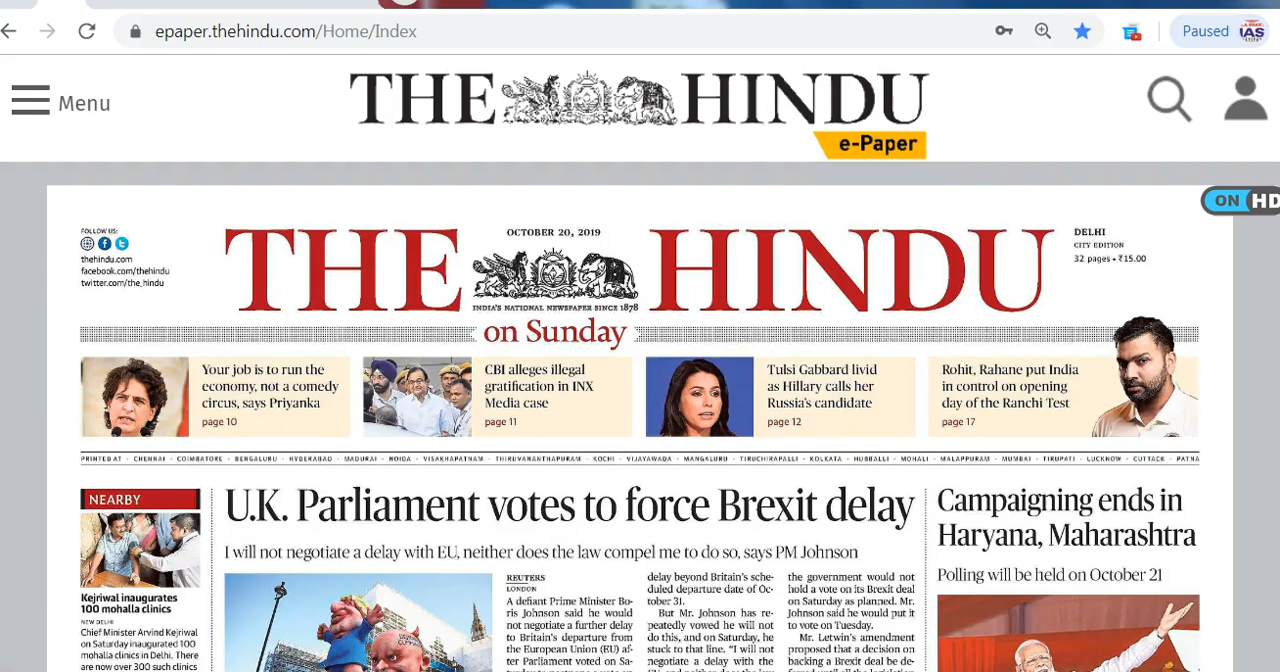 epaper.thehindu.com/Home/Index
Paused
IAS
Menu
THE HINDU
e-Paper
ON HD
FOLLOW US:
thehindu.com
facebook.com/thehindu
twitter.com/the_hindu
OCTOBER 20, 2019
THE HINDU
INDIA'S NATIONAL NEWSPAPER SINCE 1878
on Sunday
DELHI
CITY EDITION
32 pages • ₹15.00
Your job is to run the
economy, not a comedy
circus, says Priyanka
page 10
CBI alleges illegal
gratification in INX
Media case
page 11
Tulsi Gabbard livid
as Hillary calls her
Russia's candidate
page 12
Rohit, Rahane put India
in control on opening
day of the Ranchi Test
page 17
PRINTED AT · CHENNAI · COIMBATORE · BENGALURU · HYDERABAD · MADURAI · NOIDA · VISAKHAPATNAM · THIRUVANANTHAPURAM · KOCHI · VIJAYAWADA · MANGALURU · TIRUCHIRAPALLI · KOLKATA · HUBBALLI · MOHALI · MALAPPURAM · MUMBAI · TIRUPATI · LUCKNOW · CUTTACK · PATNA
NEARBY
Kejriwal inaugurates
100 mohalla clinics
NEW DELHI
Chief Minister Arvind Kejriwal
on Saturday inaugurated 100
mohalla clinics in Delhi. There
are now over 300 such clinics
U.K. Parliament votes to force Brexit delay
I will not negotiate a delay with EU, neither does the law compel me to do so, says PM Johnson
REUTERS
LONDON
A defiant Prime Minister Bo-
ris Johnson said he would
not negotiate a further delay
to Britain's departure from
the European Union (EU) af-
ter Parliament voted on Sa-
delay beyond Britain's sche-
duled departure date of Oc-
tober 31.
But Mr. Johnson has re-
peatedly vowed he will not
do this, and on Saturday, he
stuck to that line. "I will not
negotiate a delay with the
the government would not
hold a vote on its Brexit deal
on Saturday as planned. Mr.
Johnson said he would put it
to vote on Tuesday.
Mr. Letwin's amendment
proposed that a decision on
backing a Brexit deal be de-
Campaigning ends in
Haryana, Maharashtra
Polling will be held on October 21